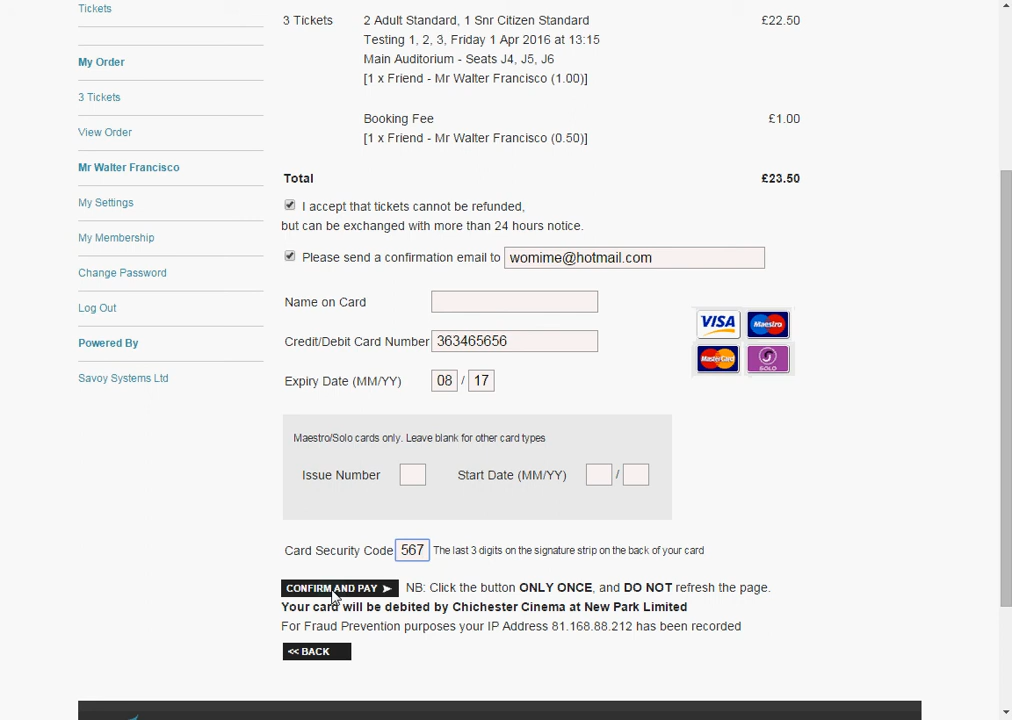 Tickets
My Order
3 Tickets
View Order
Mr Walter Francisco
My Settings
My Membership
Change Password
Log Out
Powered By
Savoy Systems Ltd
3 Tickets 2 Adult Standard, 1 Snr Citizen Standard £22.50
Testing 1, 2, 3, Friday 1 Apr 2016 at 13:15
Main Auditorium - Seats J4, J5, J6
[1 x Friend - Mr Walter Francisco (1.00)]
Booking Fee £1.00
[1 x Friend - Mr Walter Francisco (0.50)]
Total £23.50
I accept that tickets cannot be refunded,
but can be exchanged with more than 24 hours notice.
Please send a confirmation email to womime@hotmail.com
Name on Card
Credit/Debit Card Number 363465656
VISA Maestro
MasterCard SOLO
Expiry Date (MM/YY) 08 / 17
Maestro/Solo cards only. Leave blank for other card types
Issue Number Start Date (MM/YY) /
Card Security Code 567 The last 3 digits on the signature strip on the back of your card
CONFIRM AND PAY NB: Click the button ONLY ONCE, and DO NOT refresh the page.
Your card will be debited by Chichester Cinema at New Park Limited
For Fraud Prevention purposes your IP Address 81.168.88.212 has been recorded
<< BACK